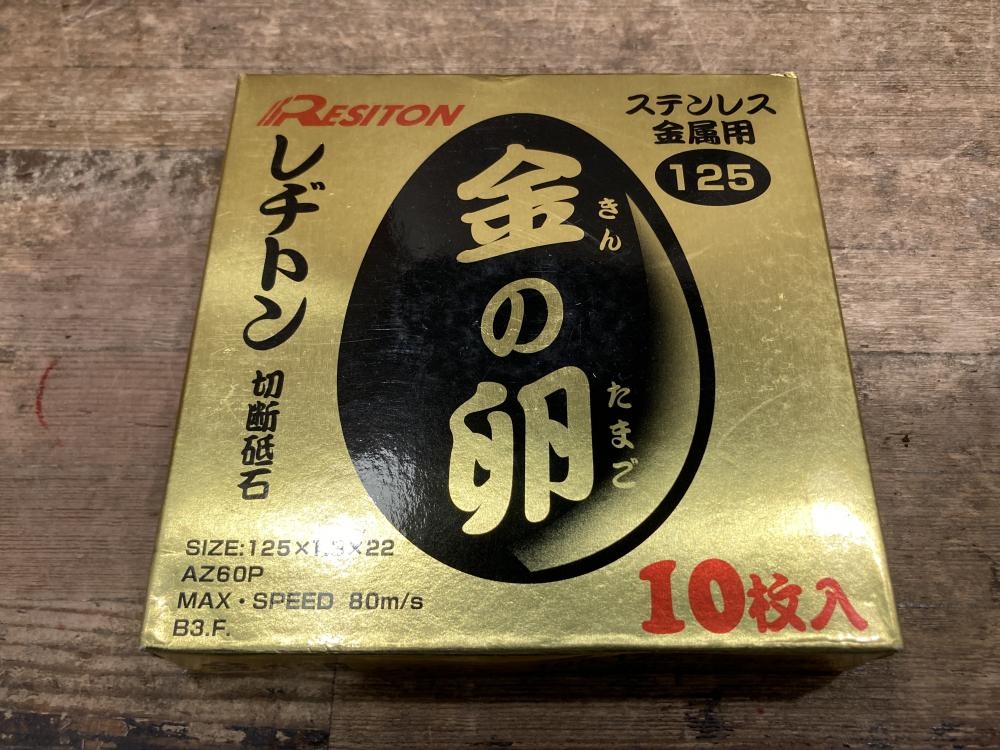 RESITON
レヂトン
切断砥石
金の卵
きん
たまご
ステンレス
金属用
125
SIZE:125×1.3×22
AZ60P
MAX・SPEED 80m/s
B3.F.
10枚入